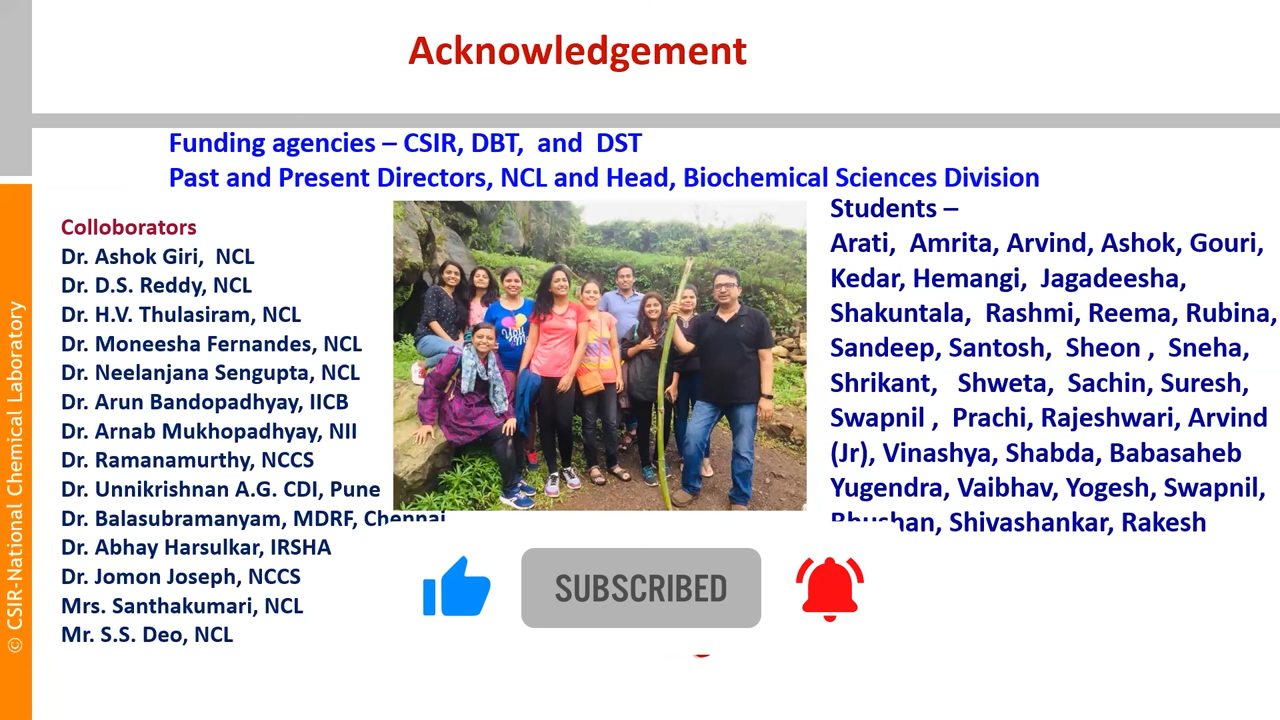 Acknowledgement
Funding agencies – CSIR, DBT, and DST
Past and Present Directors, NCL and Head, Biochemical Sciences Division
Colloborators
Dr. Ashok Giri, NCL
Dr. D.S. Reddy, NCL
Dr. H.V. Thulasiram, NCL
Dr. Moneesha Fernandes, NCL
Dr. Neelanjana Sengupta, NCL
Dr. Arun Bandopadhyay, IICB
Dr. Arnab Mukhopadhyay, NII
Dr. Ramanamurthy, NCCS
Dr. Unnikrishnan A.G. CDI, Pune
Dr. Balasubramanyam, MDRF, Chennai
Dr. Abhay Harsulkar, IRSHA
Dr. Jomon Joseph, NCCS
Mrs. Santhakumari, NCL
Mr. S.S. Deo, NCL
Students –
Arati, Amrita, Arvind, Ashok, Gouri,
Kedar, Hemangi, Jagadeesha,
Shakuntala, Rashmi, Reema, Rubina,
Sandeep, Santosh, Sheon , Sneha,
Shrikant, Shweta, Sachin, Suresh,
Swapnil , Prachi, Rajeshwari, Arvind
(Jr), Vinashya, Shabda, Babasaheb
Yugendra, Vaibhav, Yogesh, Swapnil,
Bhushan, Shivashankar, Rakesh
SUBSCRIBED
© CSIR-National Chemical Laboratory